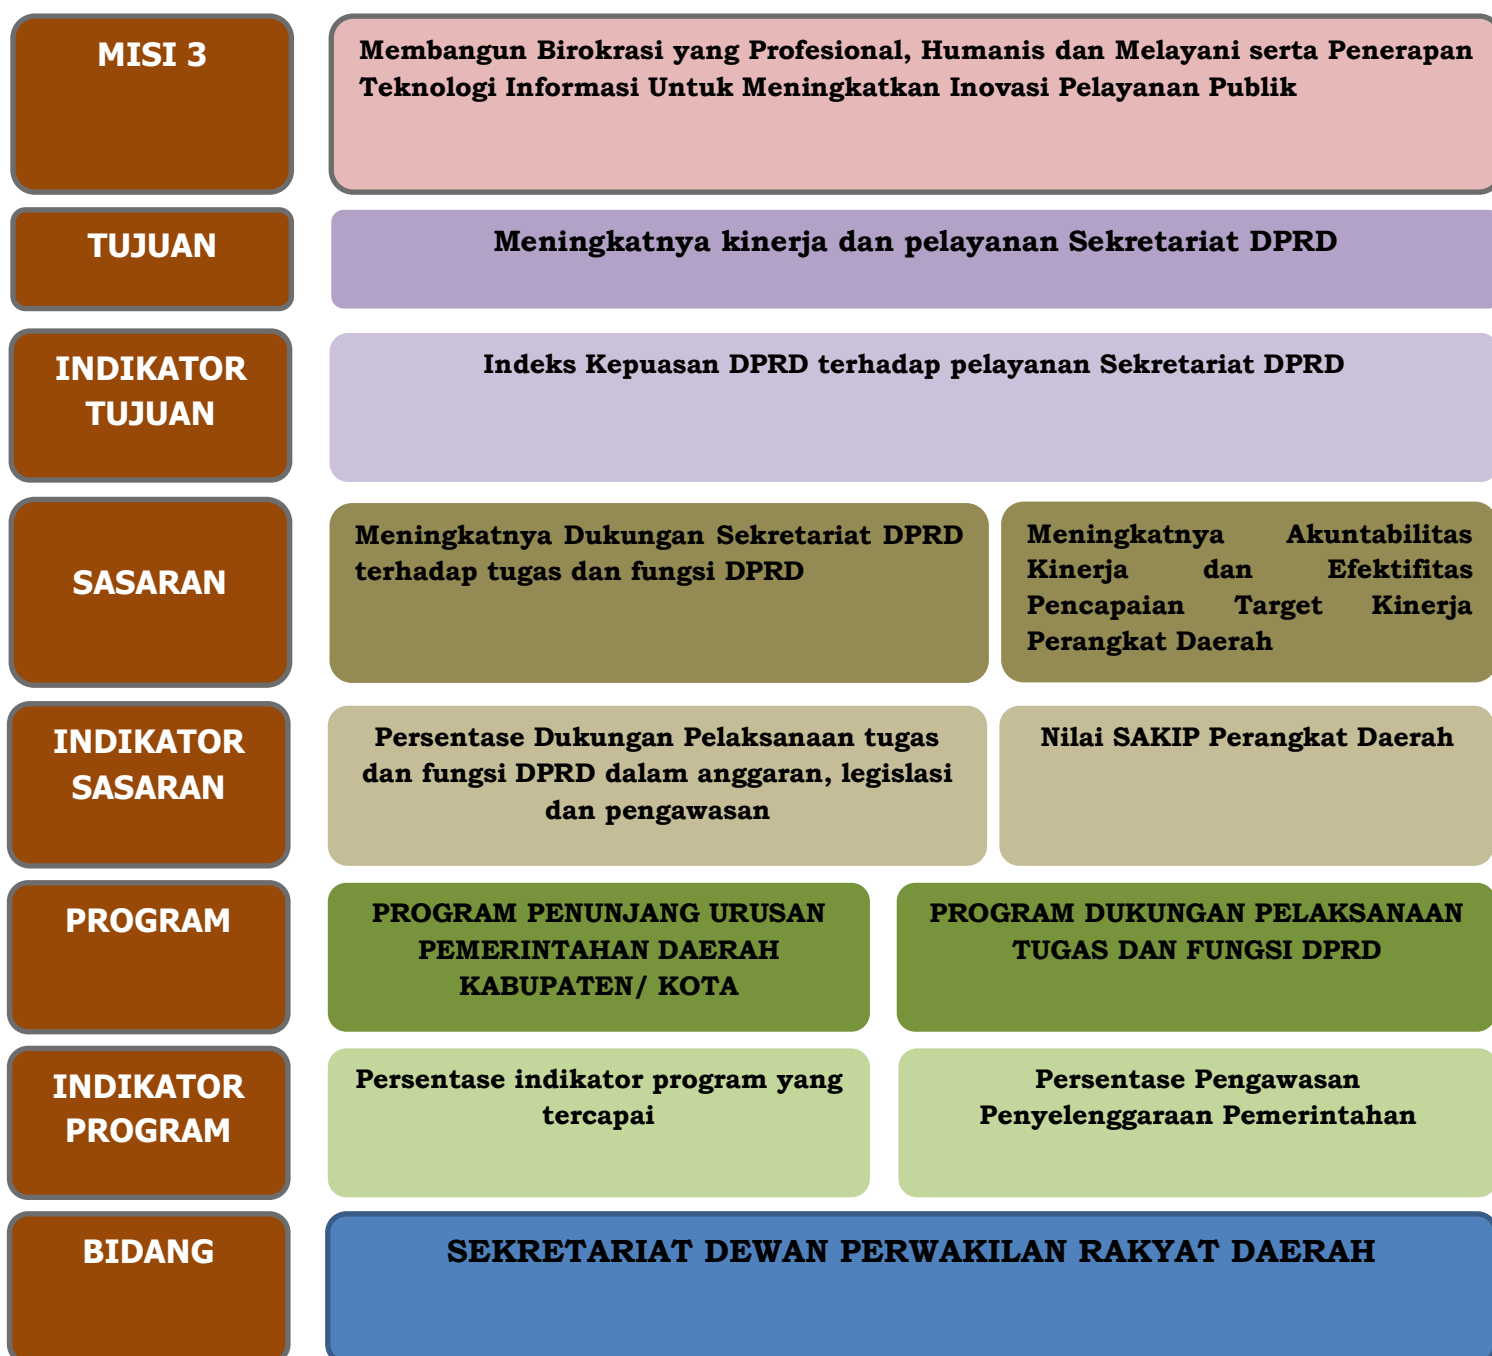 MISI 3
Membangun Birokrasi yang Profesional, Humanis dan Melayani serta Penerapan
Teknologi Informasi Untuk Meningkatkan Inovasi Pelayanan Publik
TUJUAN
Meningkatnya kinerja dan pelayanan Sekretariat DPRD
INDIKATOR
TUJUAN
Indeks Kepuasan DPRD terhadap pelayanan Sekretariat DPRD
SASARAN
Meningkatnya Dukungan Sekretariat DPRD
terhadap tugas dan fungsi DPRD
Meningkatnya Akuntabilitas
Kinerja dan Efektifitas
Pencapaian Target Kinerja
Perangkat Daerah
INDIKATOR
SASARAN
Persentase Dukungan Pelaksanaan tugas
dan fungsi DPRD dalam anggaran, legislasi
dan pengawasan
Nilai SAKIP Perangkat Daerah
PROGRAM
PROGRAM PENUNJANG URUSAN
PEMERINTAHAN DAERAH
KABUPATEN/ KOTA
PROGRAM DUKUNGAN PELAKSANAAN
TUGAS DAN FUNGSI DPRD
INDIKATOR
PROGRAM
Persentase indikator program yang
tercapai
Persentase Pengawasan
Penyelenggaraan Pemerintahan
BIDANG
SEKRETARIAT DEWAN PERWAKILAN RAKYAT DAERAH